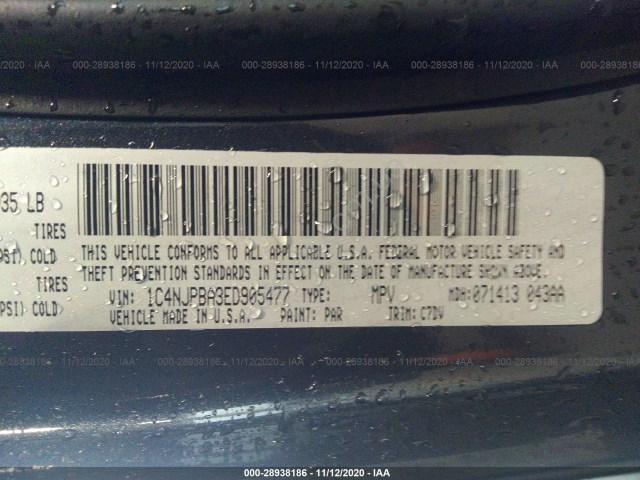 000-28938186 - 11/12/2020 - IAA
35 LB
TIRES
PSI) COLD
TIRES
PSI) COLD
THIS VEHICLE CONFORMS TO ALL APPLICABLE U.S.A. FEDERAL MOTOR VEHICLE SAFETY AND
THEFT PREVENTION STANDARDS IN EFFECT ON THE DATE OF MANUFACTURE SHOWN ABOVE.
VIN: 1C4NJPBA3ED905477 TYPE: MPV MDH:071413 043AA
VEHICLE MADE IN U.S.A. PAINT: PAR TRIM: C7DV
000-28938186 - 11/12/2020 - IAA